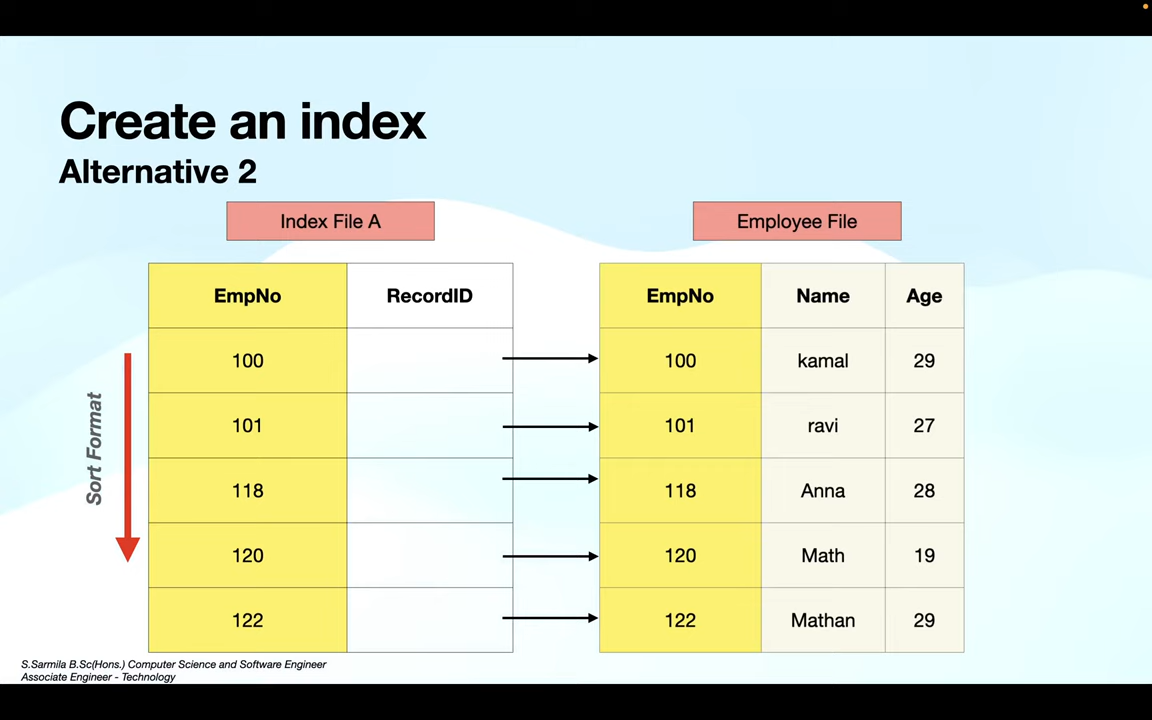 Create an index
Alternative 2
Index File A
Employee File
EmpNo RecordID
100
101
118
120
122
EmpNo Name Age
100 kamal 29
101 ravi 27
118 Anna 28
120 Math 19
122 Mathan 29
Sort Format
S.Sarmila B.Sc(Hons.) Computer Science and Software Engineer
Associate Engineer - Technology